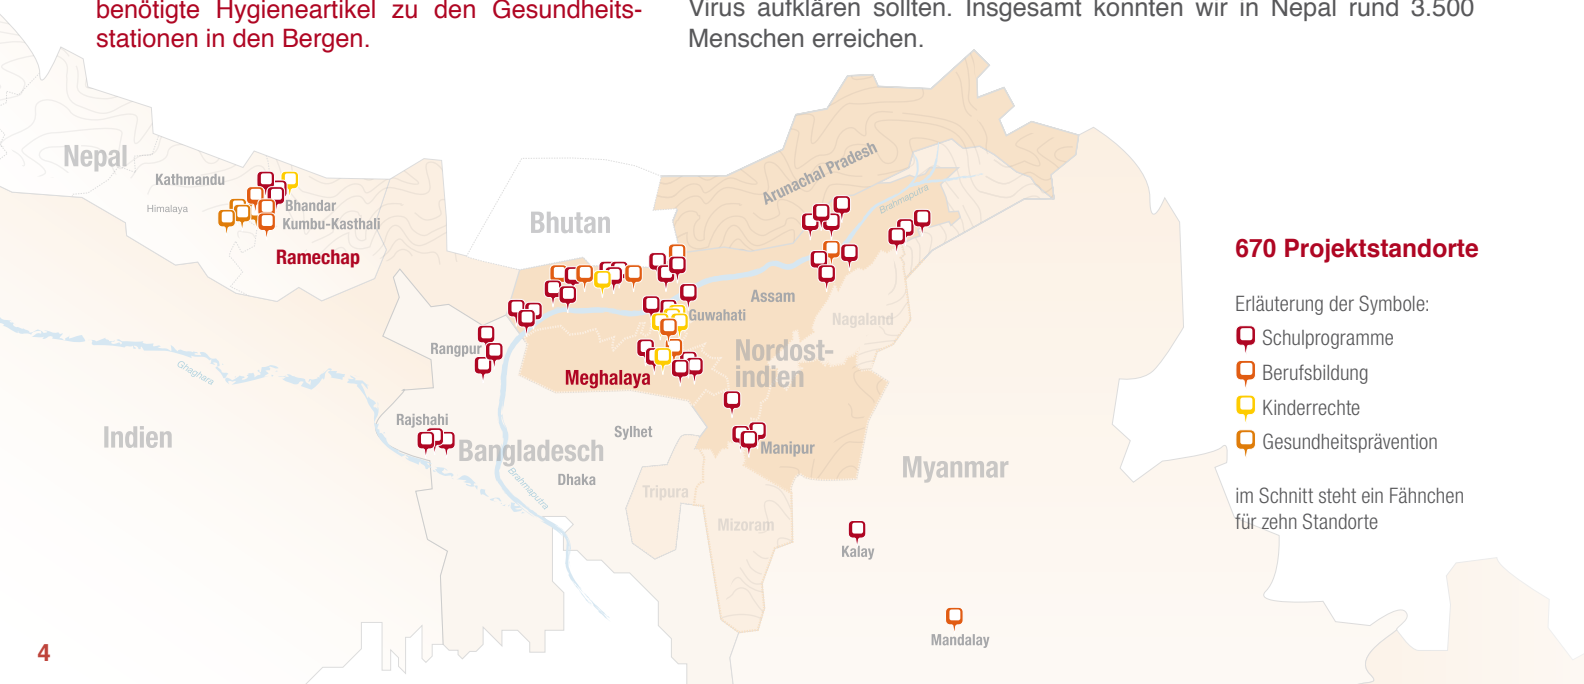 benötigte Hygieneartikel zu den Gesundheits-
stationen in den Bergen.
Virus aufklären sollten. Insgesamt konnten wir in Nepal rund 3.500
Menschen erreichen.
Nepal
Kathmandu
Himalaya
Bhandar
Kumbu-Kasthali
Ramechap
Bhutan
Arunachal Pradesh
Brahmaputra
Assam
Guwahati
Nagaland
Rangpur
Nordost-
indien
Meghalaya
Ghaghara
Indien
Rajshahi
Bangladesch
Sylhet
Dhaka
Brahmaputra
Manipur
Tripura
Mizoram
Myanmar
Kalay
Mandalay
670 Projektstandorte
Erläuterung der Symbole:
Schulprogramme
Berufsbildung
Kinderrechte
Gesundheitsprävention
im Schnitt steht ein Fähnchen
für zehn Standorte
4